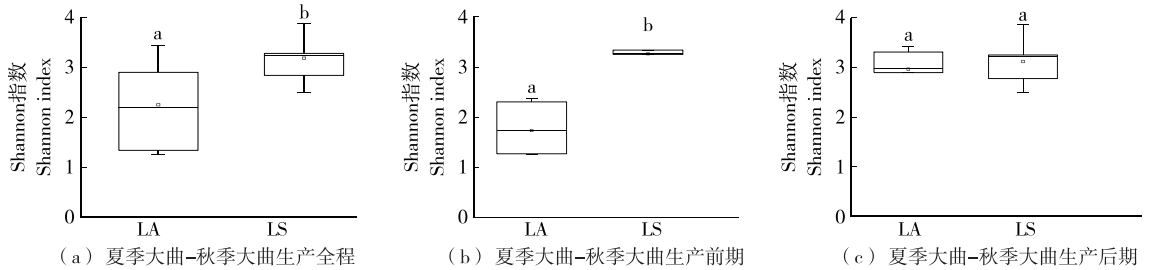 4
3
2
1
0
Shannon指数
Shannon index
a
b
LA
LS
(a) 夏季大曲-秋季大曲生产全程
4
3
2
1
0
Shannon指数
Shannon index
a
b
LA
LS
(b) 夏季大曲-秋季大曲生产前期
4
3
2
1
0
Shannon指数
Shannon index
a
a
LA
LS
(c) 夏季大曲-秋季大曲生产后期